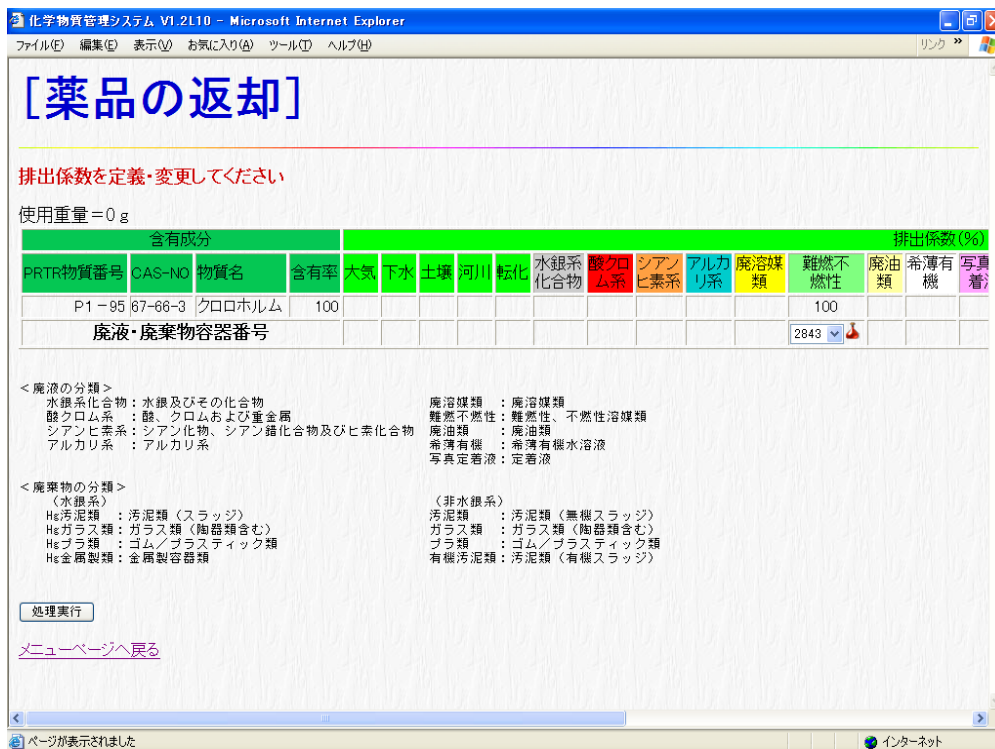 化学物質管理システム V1.2L10 - Microsoft Internet Explorer
ファイル(F) 編集(E) 表示(V) お気に入り(A) ツール(T) ヘルプ(H) リンク »
[薬品の返却]
排出係数を定義・変更してください
使用重量＝0 g
含有成分 排出係数(%)
PRTR物質番号 CAS-NO 物質名 含有率 大気 下水 土壌 河川 転化 水銀系化合物 酸クロム系 シアンヒ素系 アルカリ系 廃溶媒類 難燃不燃性 廃油類 希薄有機 写真着
P1－95 67-66-3 クロロホルム 100 100
廃液・廃棄物容器番号 2843
＜廃液の分類＞
水銀系化合物：水銀及びその化合物 廃溶媒類 ：廃溶媒類
酸クロム系 ：酸、クロムおよび重金属 難燃不燃性：難燃性、不燃性溶媒類
シアンヒ素系：シアン化物、シアン錯化合物及びヒ素化合物 廃油類 ：廃油類
アルカリ系 ：アルカリ系 希薄有機 ：希薄有機水溶液
写真定着液：定着液
＜廃棄物の分類＞
（水銀系） （非水銀系）
Hg汚泥類 ：汚泥類（スラッジ） 汚泥類 ：汚泥類（無機スラッジ）
Hgガラス類：ガラス類（陶器類含む） ガラス類 ：ガラス類（陶器類含む）
Hgプラ類 ：ゴム／プラスティック類 プラ類 ：ゴム／プラスティック類
Hg金属製類：金属製容器類 有機汚泥類：汚泥類（有機スラッジ）
処理実行
メニューページへ戻る
ページが表示されました インターネット